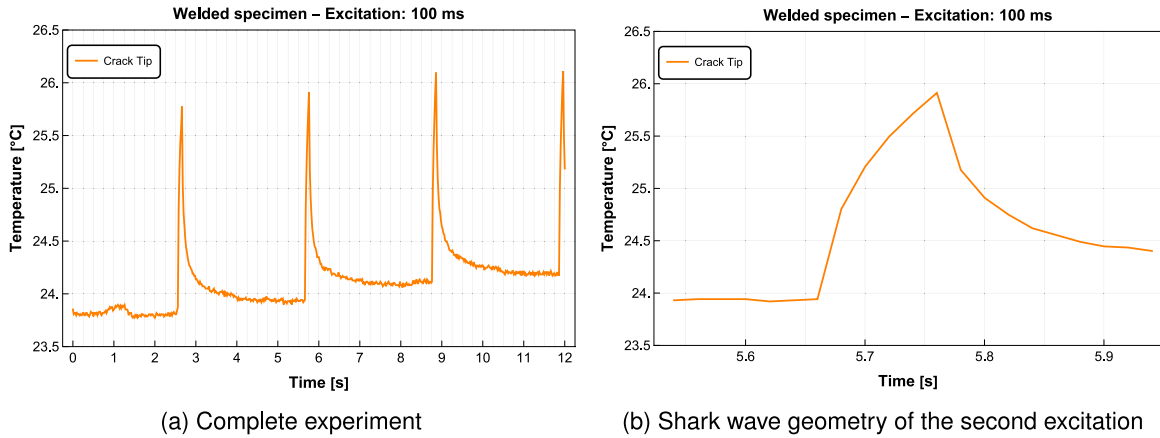 Welded specimen – Excitation: 100 ms
26.5
26.
25.5
25.
24.5
24.
23.5
Temperature [°C]
Crack Tip
0 1 2 3 4 5 6 7 8 9 10 11 12
Time [s]
(a) Complete experiment
Welded specimen – Excitation: 100 ms
26.5
26.
25.5
25.
24.5
24.
23.5
Temperature [°C]
Crack Tip
5.6 5.7 5.8 5.9
Time [s]
(b) Shark wave geometry of the second excitation